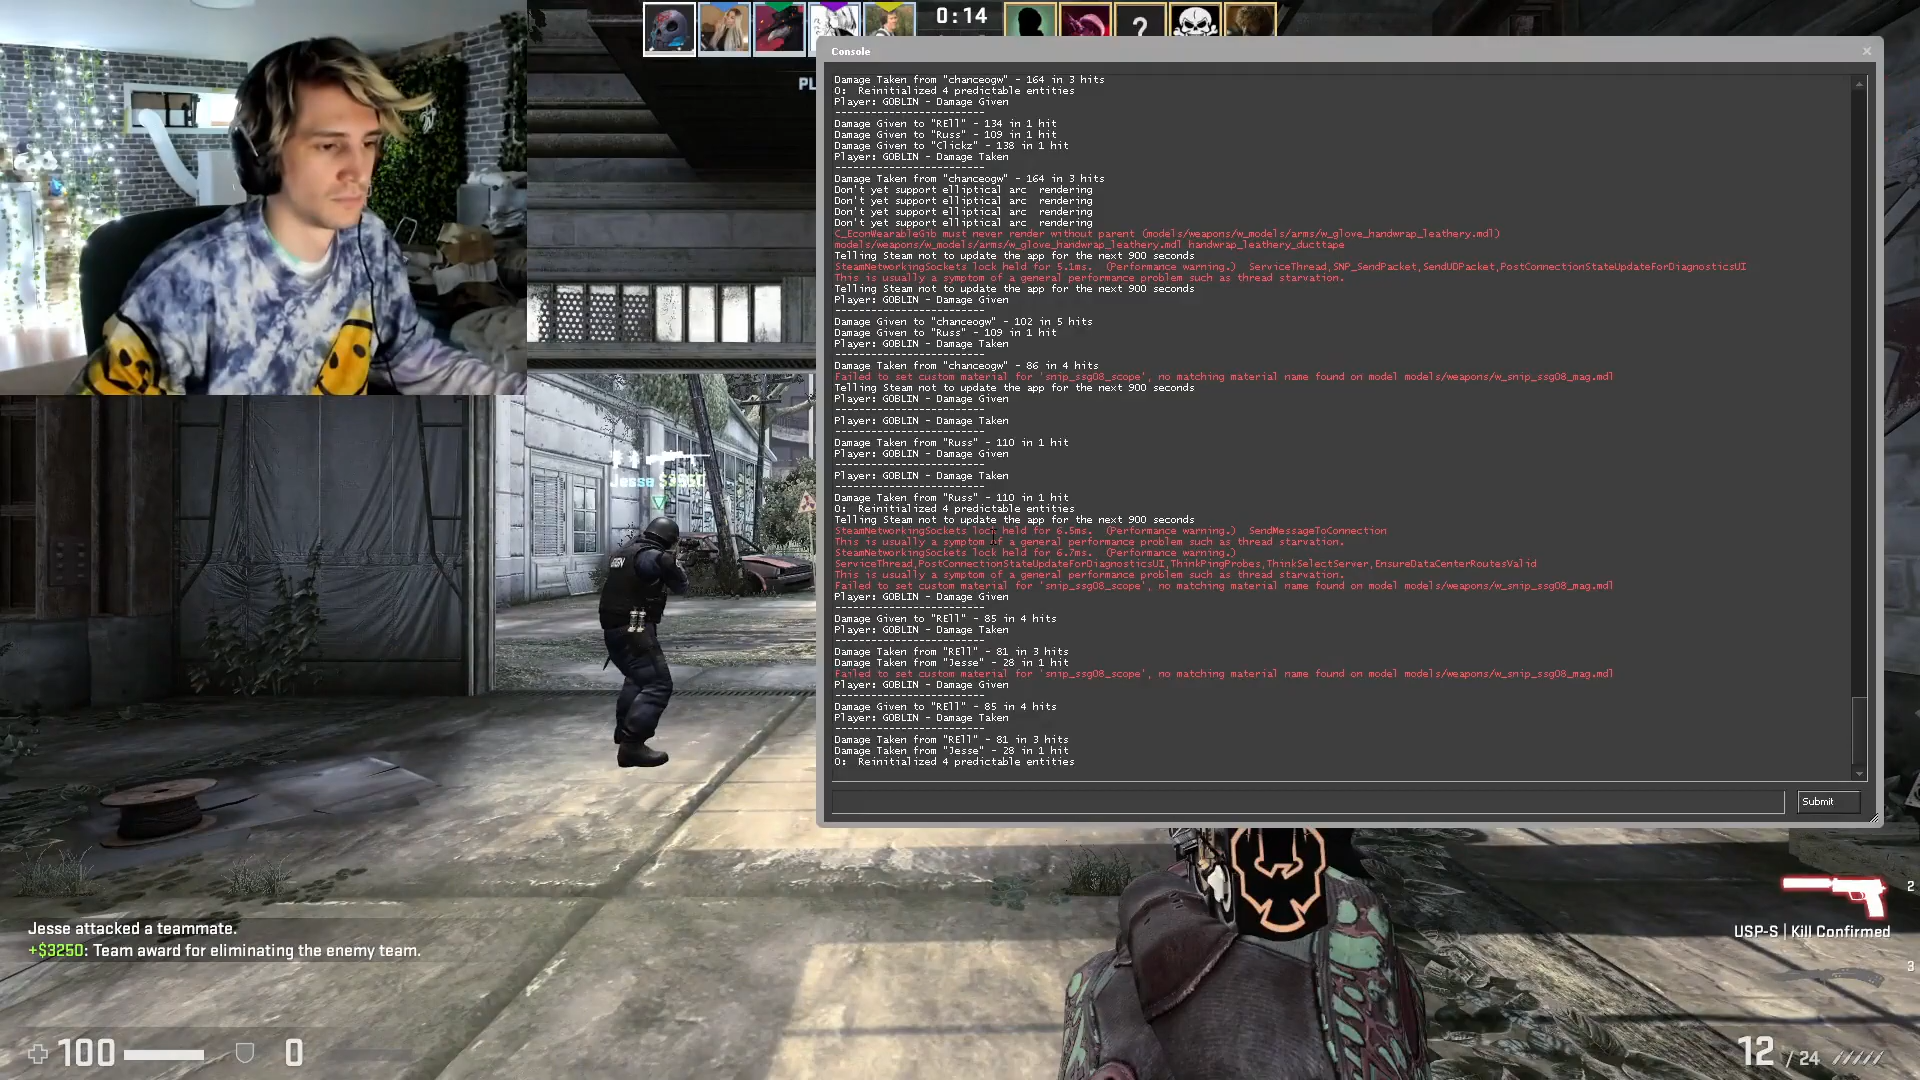 0:14
?
PL
Console
Damage Taken from "chanceogw" - 164 in 3 hits
0:  Reinitialized 4 predictable entities
Player: GOBLIN - Damage Given
-------------------------
Damage Given to "REll" - 134 in 1 hit
Damage Given to "Russ" - 109 in 1 hit
Damage Given to "Clickz" - 138 in 1 hit
Player: GOBLIN - Damage Taken
-------------------------
Damage Taken from "chanceogw" - 164 in 3 hits
Don't yet support elliptical arc  rendering
Don't yet support elliptical arc  rendering
Don't yet support elliptical arc  rendering
Don't yet support elliptical arc  rendering
C_EconWearableGib must never render without parent (models/weapons/w_models/arms/w_glove_handwrap_leathery.mdl)
models/weapons/w_models/arms/w_glove_handwrap_leathery.mdl handwrap_leathery_ducttape
Telling Steam not to update the app for the next 900 seconds
SteamNetworkingSockets lock held for 5.1ms.  (Performance warning.)  ServiceThread,SNP_SendPacket,SendUDPacket,PostConnectionStateUpdateForDiagnosticsUI
This is usually a symptom of a general performance problem such as thread starvation.
Telling Steam not to update the app for the next 900 seconds
Player: GOBLIN - Damage Given
-------------------------
Damage Given to "chanceogw" - 102 in 5 hits
Damage Given to "Russ" - 109 in 1 hit
Player: GOBLIN - Damage Taken
-------------------------
Damage Taken from "chanceogw" - 86 in 4 hits
Failed to set custom material for 'snip_ssg08_scope', no matching material name found on model models/weapons/w_snip_ssg08_mag.mdl
Telling Steam not to update the app for the next 900 seconds
Player: GOBLIN - Damage Given
-------------------------
Player: GOBLIN - Damage Taken
-------------------------
Damage Taken from "Russ" - 110 in 1 hit
Player: GOBLIN - Damage Given
-------------------------
Player: GOBLIN - Damage Taken
-------------------------
Damage Taken from "Russ" - 110 in 1 hit
0:  Reinitialized 4 predictable entities
Telling Steam not to update the app for the next 900 seconds
SteamNetworkingSockets lock held for 6.5ms.  (Performance warning.)  SendMessageToConnection
This is usually a symptom of a general performance problem such as thread starvation.
SteamNetworkingSockets lock held for 6.7ms.  (Performance warning.)
ServiceThread,PostConnectionStateUpdateForDiagnosticsUI,ThinkPingProbes,ThinkSelectServer,EnsureDataCenterRoutesValid
This is usually a symptom of a general performance problem such as thread starvation.
Failed to set custom material for 'snip_ssg08_scope', no matching material name found on model models/weapons/w_snip_ssg08_mag.mdl
Player: GOBLIN - Damage Given
-------------------------
Damage Given to "REll" - 85 in 4 hits
Player: GOBLIN - Damage Taken
-------------------------
Damage Taken from "REll" - 81 in 3 hits
Damage Taken from "Jesse" - 28 in 1 hit
Failed to set custom material for 'snip_ssg08_scope', no matching material name found on model models/weapons/w_snip_ssg08_mag.mdl
Player: GOBLIN - Damage Given
-------------------------
Damage Given to "REll" - 85 in 4 hits
Player: GOBLIN - Damage Taken
-------------------------
Damage Taken from "REll" - 81 in 3 hits
Damage Taken from "Jesse" - 28 in 1 hit
0:  Reinitialized 4 predictable entities
Submit
Jesse
2
USP-S | Kill Confirmed
3
Jesse attacked a teammate.
+$3250: Team award for eliminating the enemy team.
100
0
12 / 24